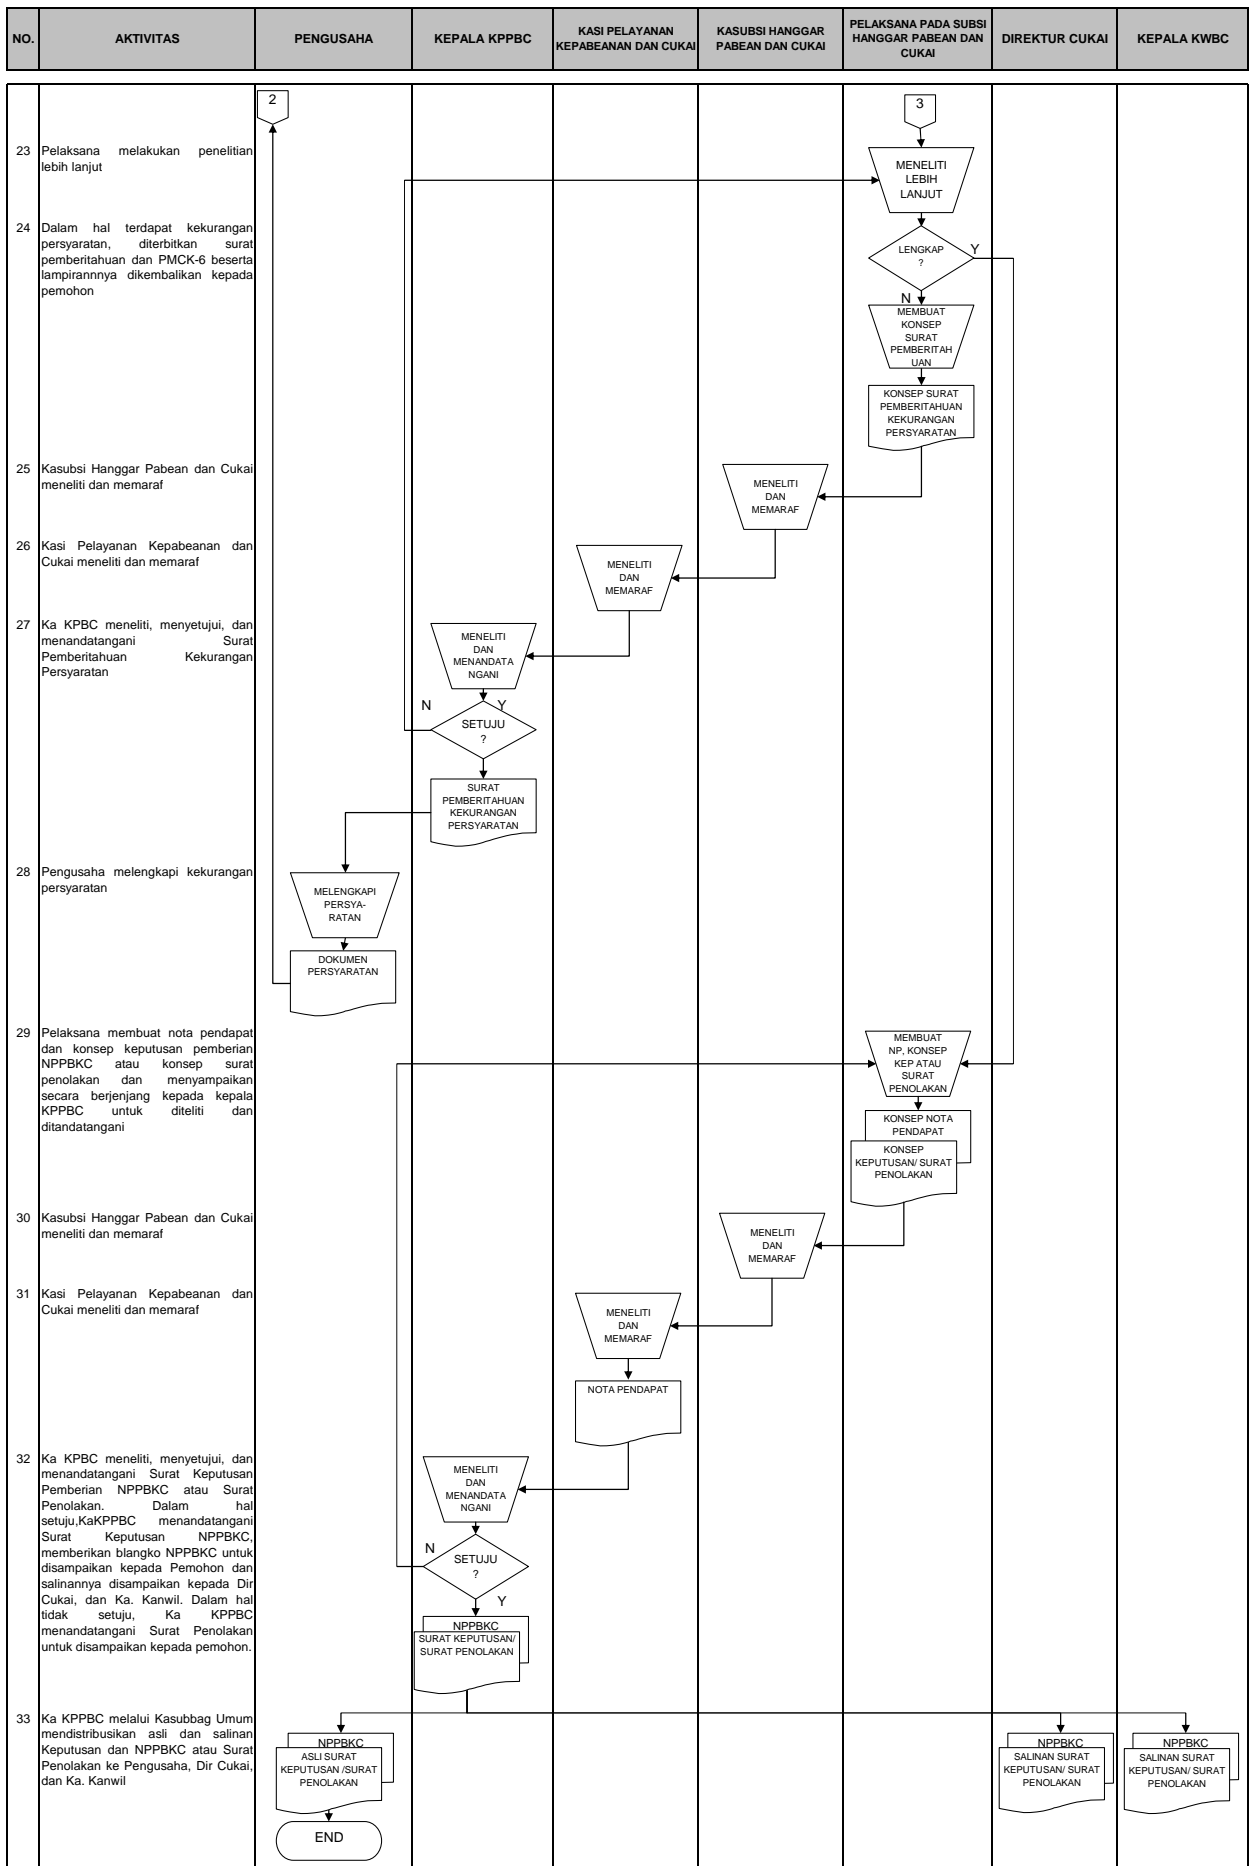 NO.
AKTIVITAS
PENGUSAHA
KEPALA KPPBC
KASI PELAYANAN
KEPABEANAN DAN CUKAI
KASUBSI HANGGAR
PABEAN DAN CUKAI
PELAKSANA PADA SUBSI
HANGGAR PABEAN DAN
CUKAI
DIREKTUR CUKAI
KEPALA KWBC
2
3
23 Pelaksana melakukan penelitian
lebih lanjut
MENELITI
LEBIH
LANJUT
24 Dalam hal terdapat kekurangan
persyaratan, diterbitkan surat
pemberitahuan dan PMCK-6 beserta
lampirannnya dikembalikan kepada
pemohon
LENGKAP
?
Y
N
MEMBUAT
KONSEP
SURAT
PEMBERITAH
UAN
KONSEP SURAT
PEMBERITAHUAN
KEKURANGAN
PERSYARATAN
25 Kasubsi Hanggar Pabean dan Cukai
meneliti dan memaraf
MENELITI
DAN
MEMARAF
26 Kasi Pelayanan Kepabeanan dan
Cukai meneliti dan memaraf
MENELITI
DAN
MEMARAF
27 Ka KPBC meneliti, menyetujui, dan
menandatangani Surat
Pemberitahuan Kekurangan
Persyaratan
MENELITI
DAN
MENANDATA
NGANI
N
Y
SETUJU
?
SURAT
PEMBERITAHUAN
KEKURANGAN
PERSYARATAN
28 Pengusaha melengkapi kekurangan
persyaratan
MELENGKAPI
PERSYA-
RATAN
DOKUMEN
PERSYARATAN
29 Pelaksana membuat nota pendapat
dan konsep keputusan pemberian
NPPBKC atau konsep surat
penolakan dan menyampaikan
secara berjenjang kepada kepala
KPPBC untuk diteliti dan
ditandatangani
MEMBUAT
NP, KONSEP
KEP ATAU
SURAT
PENOLAKAN
KONSEP NOTA
PENDAPAT
KONSEP
KEPUTUSAN/ SURAT
PENOLAKAN
30 Kasubsi Hanggar Pabean dan Cukai
meneliti dan memaraf
MENELITI
DAN
MEMARAF
31 Kasi Pelayanan Kepabeanan dan
Cukai meneliti dan memaraf
MENELITI
DAN
MEMARAF
NOTA PENDAPAT
32 Ka KPBC meneliti, menyetujui, dan
menandatangani Surat Keputusan
Pemberian NPPBKC atau Surat
Penolakan. Dalam hal
setuju,KaKPPBC menandatangani
Surat Keputusan NPPBKC,
memberikan blangko NPPBKC untuk
disampaikan kepada Pemohon dan
salinannya disampaikan kepada Dir
Cukai, dan Ka. Kanwil. Dalam hal
tidak setuju, Ka KPPBC
menandatangani Surat Penolakan
untuk disampaikan kepada pemohon.
MENELITI
DAN
MENANDATA
NGANI
N
SETUJU
?
Y
NPPBKC
SURAT KEPUTUSAN/
SURAT PENOLAKAN
33 Ka KPPBC melalui Kasubbag Umum
mendistribusikan asli dan salinan
Keputusan dan NPPBKC atau Surat
Penolakan ke Pengusaha, Dir Cukai,
dan Ka. Kanwil
NPPBKC
ASLI SURAT
KEPUTUSAN /SURAT
PENOLAKAN
NPPBKC
SALINAN SURAT
KEPUTUSAN/ SURAT
PENOLAKAN
NPPBKC
SALINAN SURAT
KEPUTUSAN/ SURAT
PENOLAKAN
END